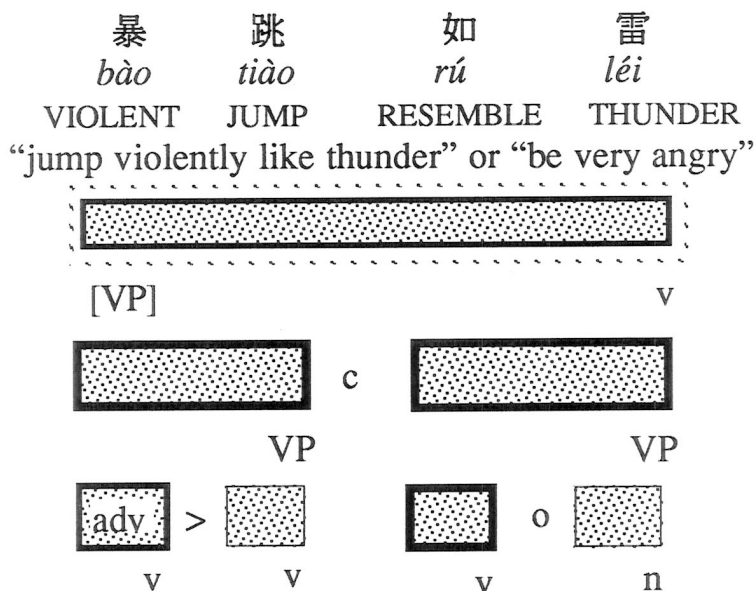 暴 跳 如 雷
bào tiào rú léi
VIOLENT JUMP RESEMBLE THUNDER
“jump violently like thunder” or “be very angry”
[VP] v
c
VP VP
adv > o
v v v n